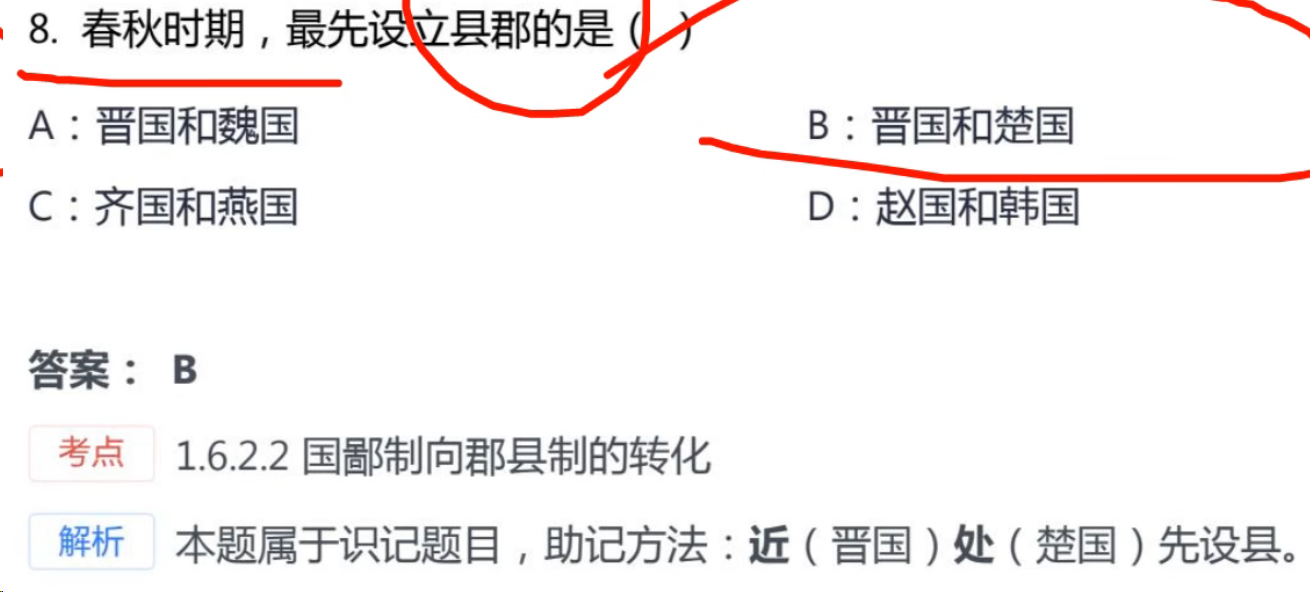 8. 春秋时期，最先设立县郡的是（ ）
A：晋国和魏国 B：晋国和楚国
C：齐国和燕国 D：赵国和韩国
答案： B
考点 1.6.2.2 国鄙制向郡县制的转化
解析 本题属于识记题目，助记方法：近（晋国）处（楚国）先设县。